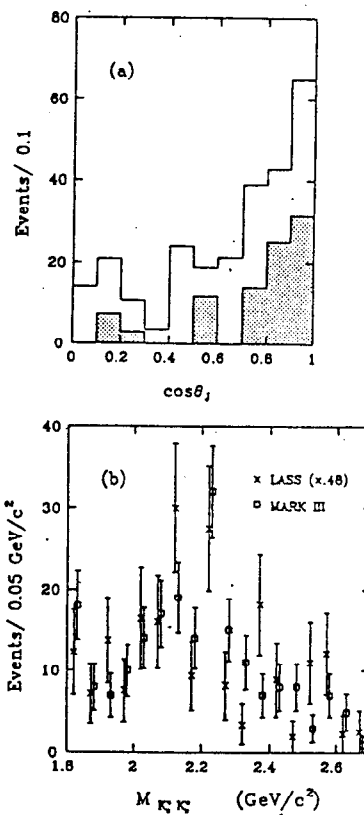 80
(a)
60
40
20
0
Events/ 0.1
0 0.2 0.4 0.6 0.8 1
cosθⱼ
40
(b)
× LASS (×.48)
□ MARK III
30
20
10
0
Events/ 0.05 GeV/c²
1.8 2 2.2 2.4 2.6
M K°ₛ K°ₛ (GeV/c²)